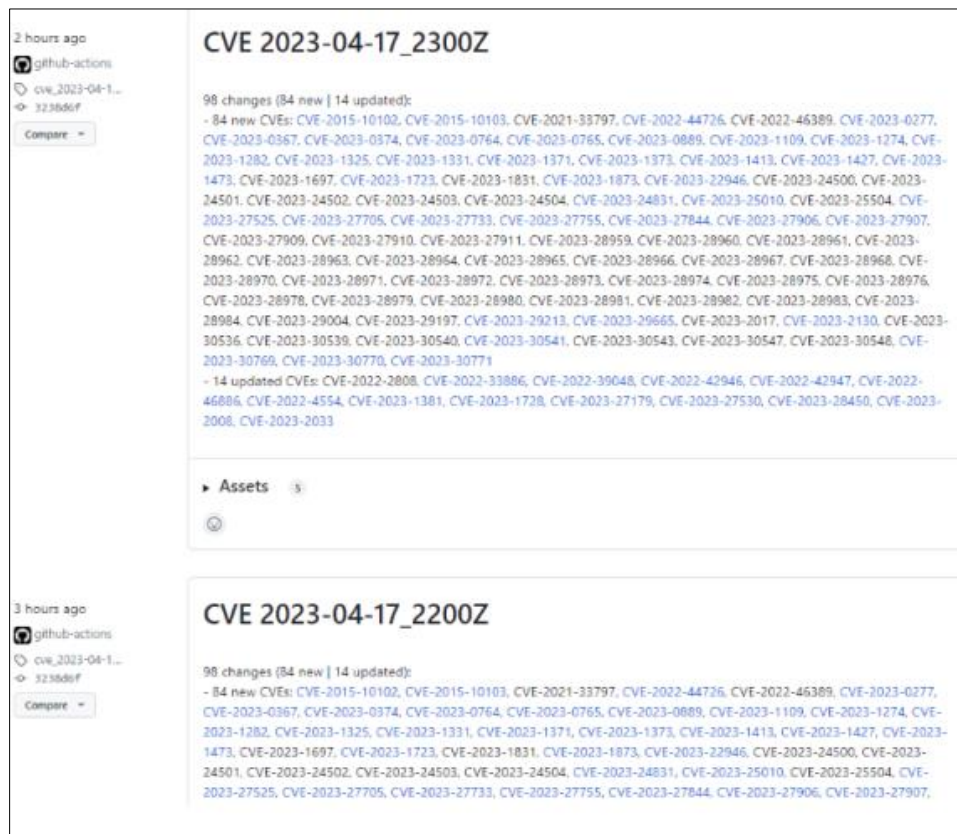 2 hours ago
github-actions
cve_2023-04-1...
3238d6f
Compare
CVE 2023-04-17_2300Z
98 changes (84 new | 14 updated):
- 84 new CVEs: CVE-2015-10102, CVE-2015-10103, CVE-2021-33797, CVE-2022-44726, CVE-2022-46389, CVE-2023-0277,
CVE-2023-0367, CVE-2023-0374, CVE-2023-0764, CVE-2023-0765, CVE-2023-0889, CVE-2023-1109, CVE-2023-1274, CVE-
2023-1282, CVE-2023-1325, CVE-2023-1331, CVE-2023-1371, CVE-2023-1373, CVE-2023-1413, CVE-2023-1427, CVE-2023-
1473, CVE-2023-1697, CVE-2023-1723, CVE-2023-1831, CVE-2023-1873, CVE-2023-22946, CVE-2023-24500, CVE-2023-
24501, CVE-2023-24502, CVE-2023-24503, CVE-2023-24504, CVE-2023-24831, CVE-2023-25010, CVE-2023-25504, CVE-
2023-27525, CVE-2023-27705, CVE-2023-27733, CVE-2023-27755, CVE-2023-27844, CVE-2023-27906, CVE-2023-27907,
CVE-2023-27909, CVE-2023-27910, CVE-2023-27911, CVE-2023-28959, CVE-2023-28960, CVE-2023-28961, CVE-2023-
28962, CVE-2023-28963, CVE-2023-28964, CVE-2023-28965, CVE-2023-28966, CVE-2023-28967, CVE-2023-28968, CVE-
2023-28970, CVE-2023-28971, CVE-2023-28972, CVE-2023-28973, CVE-2023-28974, CVE-2023-28975, CVE-2023-28976,
CVE-2023-28978, CVE-2023-28979, CVE-2023-28980, CVE-2023-28981, CVE-2023-28982, CVE-2023-28983, CVE-2023-
28984, CVE-2023-29004, CVE-2023-29197, CVE-2023-29213, CVE-2023-29665, CVE-2023-2017, CVE-2023-2130, CVE-2023-
30536, CVE-2023-30539, CVE-2023-30540, CVE-2023-30541, CVE-2023-30543, CVE-2023-30547, CVE-2023-30548, CVE-
2023-30769, CVE-2023-30770, CVE-2023-30771
- 14 updated CVEs: CVE-2022-2808, CVE-2022-33886, CVE-2022-39048, CVE-2022-42946, CVE-2022-42947, CVE-2022-
46886, CVE-2022-4554, CVE-2023-1381, CVE-2023-1728, CVE-2023-27179, CVE-2023-27530, CVE-2023-28450, CVE-2023-
2008, CVE-2023-2033
Assets 5
3 hours ago
github-actions
cve_2023-04-1...
3238d6f
Compare
CVE 2023-04-17_2200Z
98 changes (84 new | 14 updated):
- 84 new CVEs: CVE-2015-10102, CVE-2015-10103, CVE-2021-33797, CVE-2022-44726, CVE-2022-46389, CVE-2023-0277,
CVE-2023-0367, CVE-2023-0374, CVE-2023-0764, CVE-2023-0765, CVE-2023-0889, CVE-2023-1109, CVE-2023-1274, CVE-
2023-1282, CVE-2023-1325, CVE-2023-1331, CVE-2023-1371, CVE-2023-1373, CVE-2023-1413, CVE-2023-1427, CVE-2023-
1473, CVE-2023-1697, CVE-2023-1723, CVE-2023-1831, CVE-2023-1873, CVE-2023-22946, CVE-2023-24500, CVE-2023-
24501, CVE-2023-24502, CVE-2023-24503, CVE-2023-24504, CVE-2023-24831, CVE-2023-25010, CVE-2023-25504, CVE-
2023-27525, CVE-2023-27705, CVE-2023-27733, CVE-2023-27755, CVE-2023-27844, CVE-2023-27906, CVE-2023-27907,